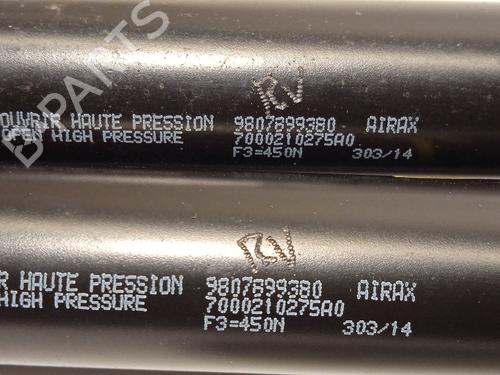 OUVRIR HAUTE PRESSION 9807899380 AIRAX
OPEN HIGH PRESSURE 7000210275A0
F3=450N 303/14
HAUTE PRESSION 9807899380 AIRAX
HIGH PRESSURE 7000210275A0
F3=450N 303/14